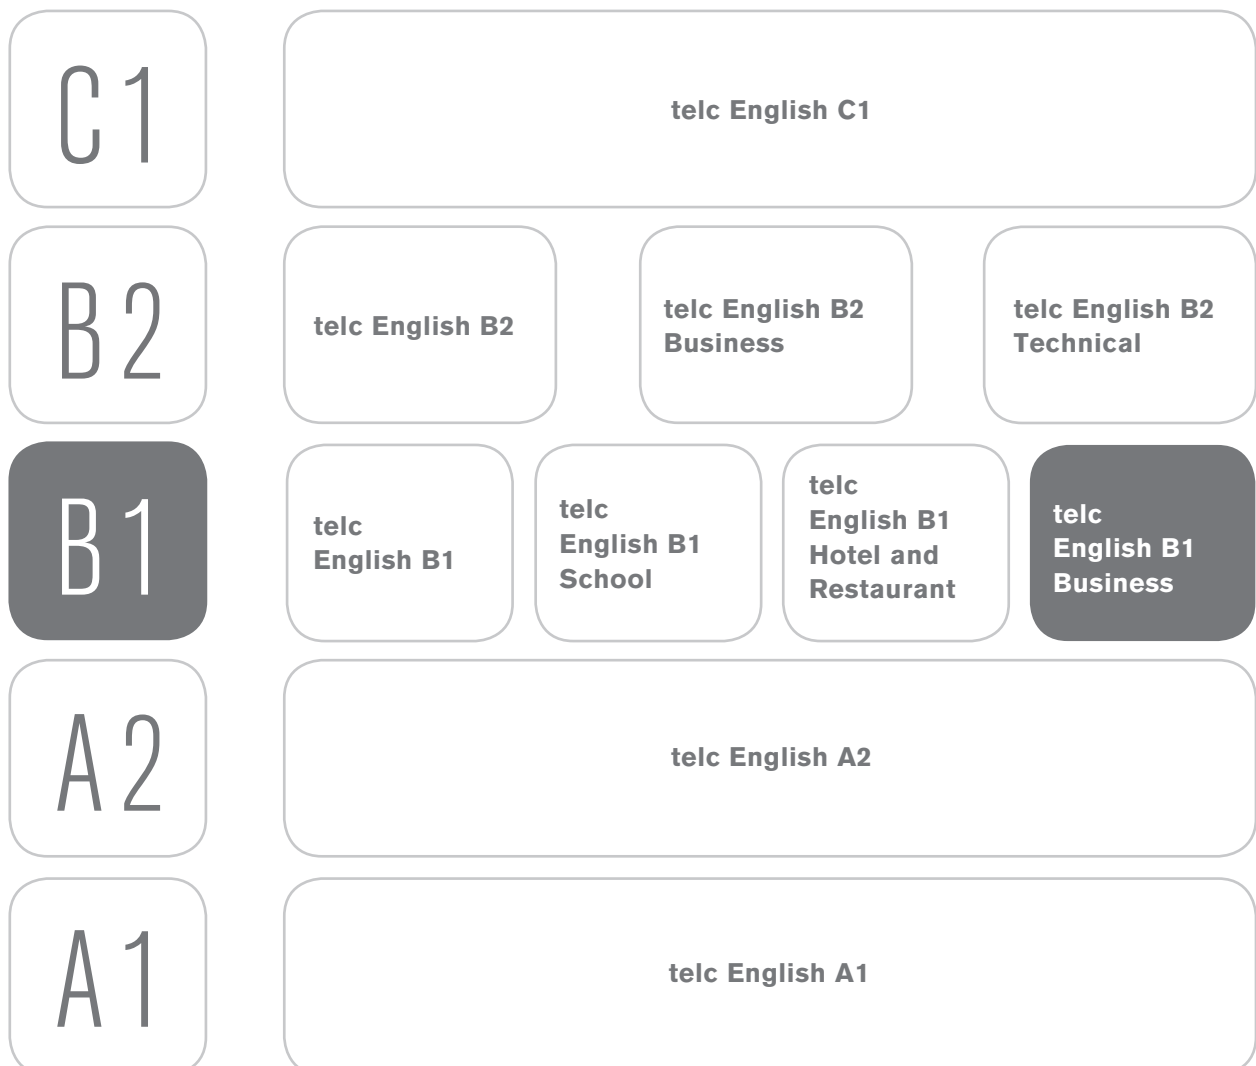 C1
telc English C1
B2
telc English B2
telc English B2
Business
telc English B2
Technical
B1
telc
English B1
telc
English B1
School
telc
English B1
Hotel and
Restaurant
telc
English B1
Business
A2
telc English A2
A1
telc English A1